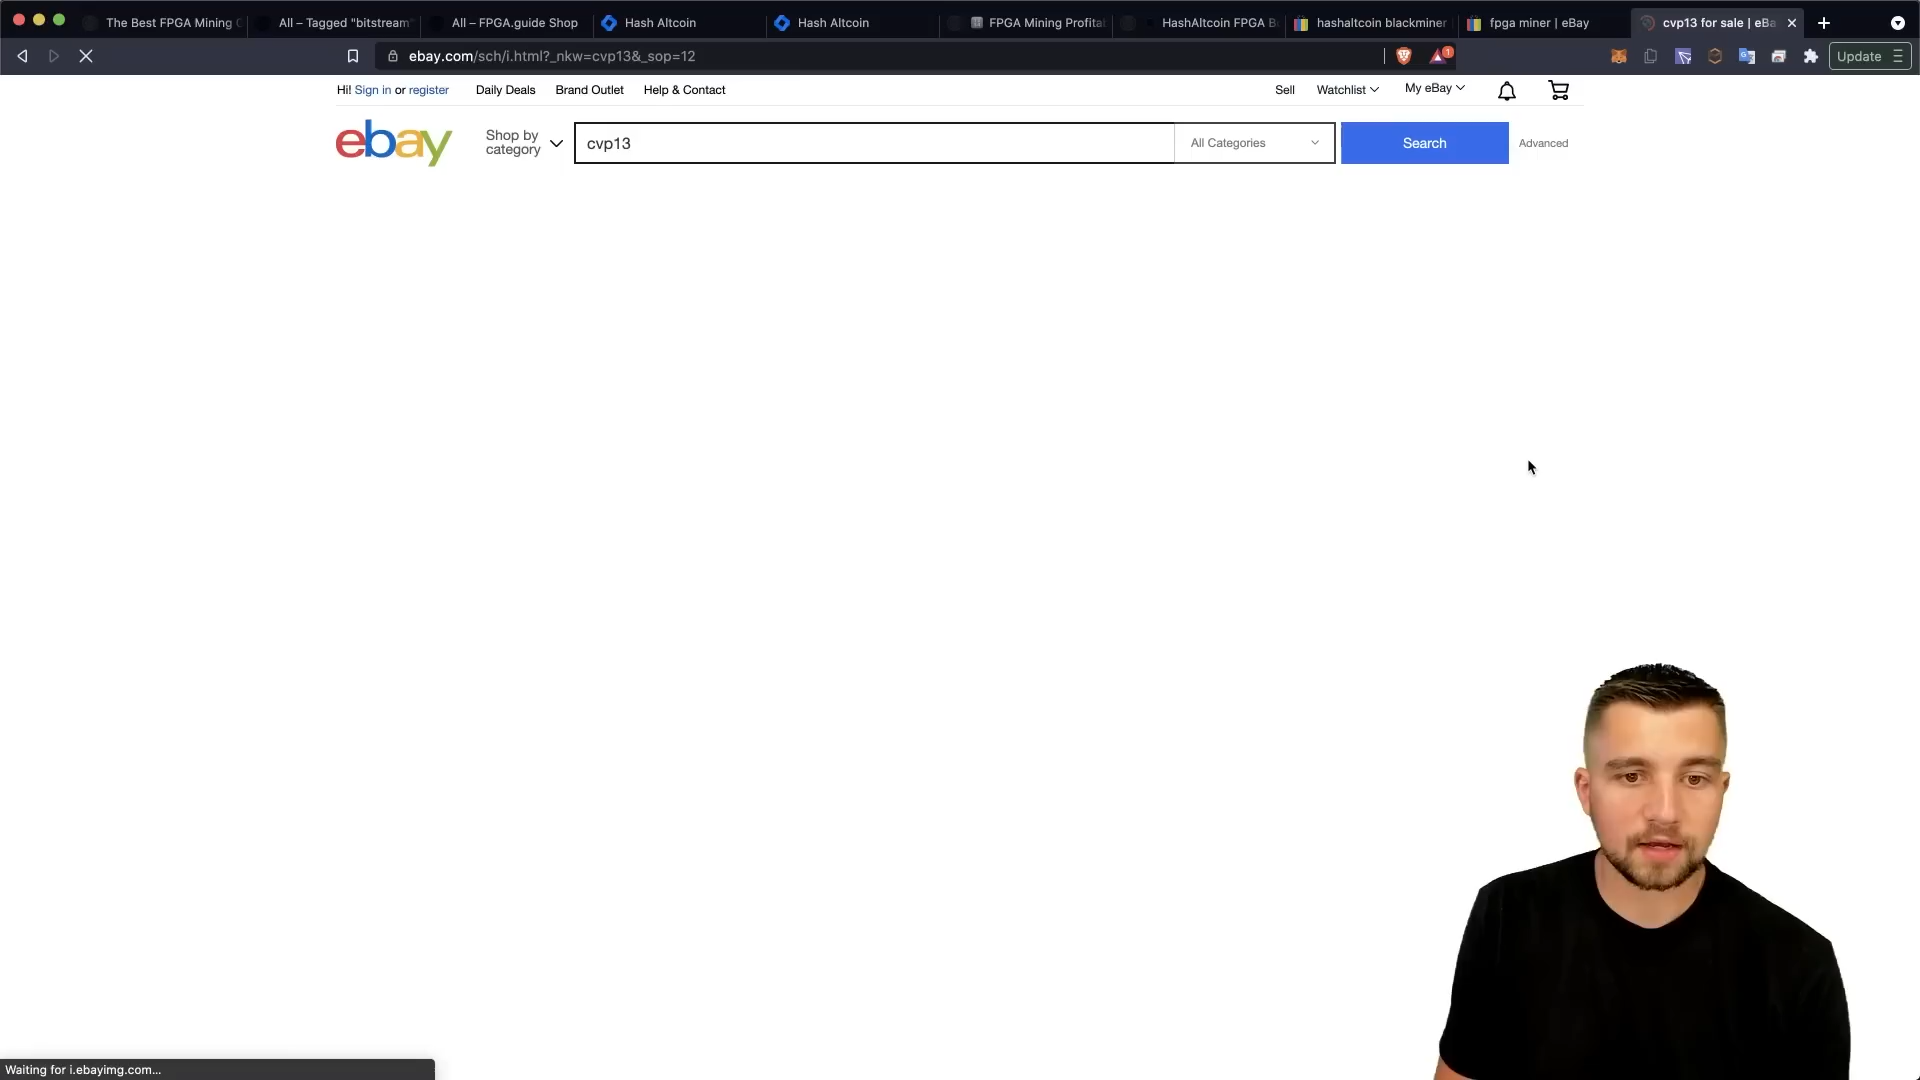 The Best FPGA Mining
All – Tagged "bitstream"
All – FPGA.guide Shop
Hash Altcoin
Hash Altcoin
FPGA Mining Profita
HashAltcoin FPGA B
hashaltcoin blackminer
fpga miner | eBay
cvp13 for sale | eBa
ebay.com/sch/i.html?_nkw=cvp13&_sop=12
1
Update
Hi! Sign in or register
Daily Deals
Brand Outlet
Help & Contact
Sell
Watchlist
My eBay
ebay
Shop by
category
cvp13
All Categories
Search
Advanced
Waiting for i.ebayimg.com...